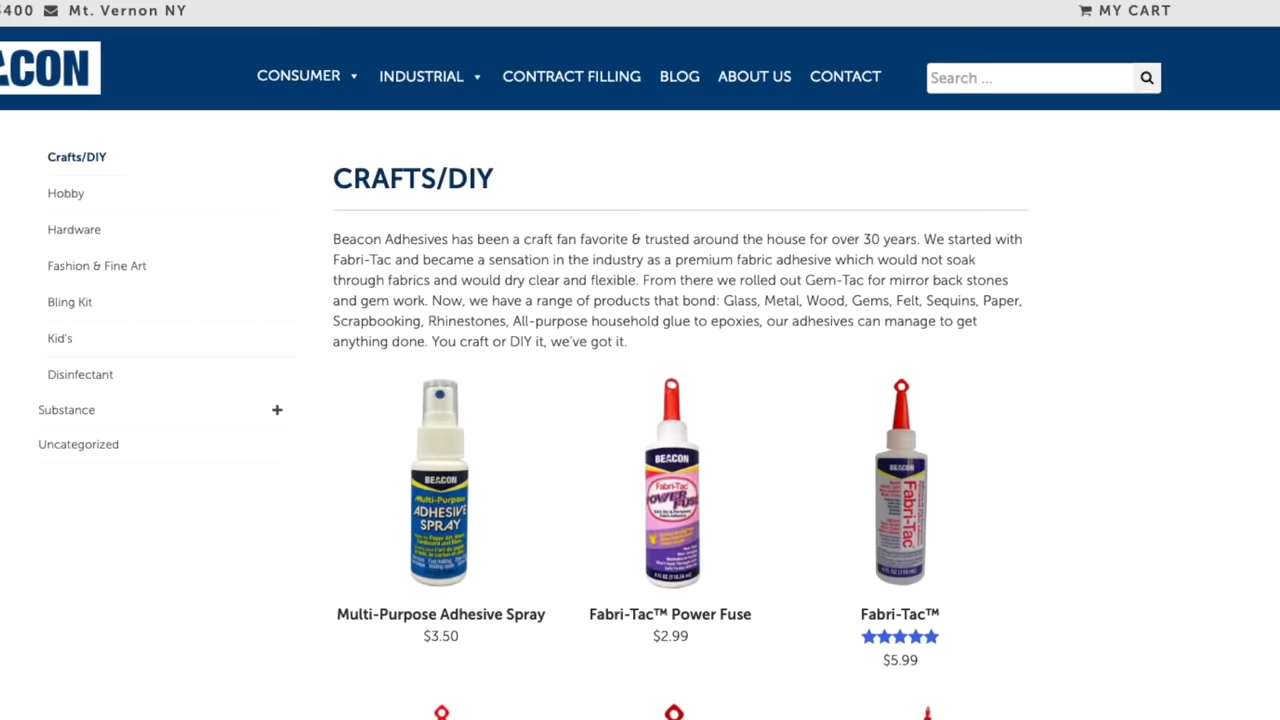 3400 Mt. Vernon NY
MY CART
ACON
CONSUMER
INDUSTRIAL
CONTRACT FILLING
BLOG
ABOUT US
CONTACT
Search ...
Crafts/DIY
Hobby
Hardware
Fashion & Fine Art
Bling Kit
Kid's
Disinfectant
Substance +
Uncategorized
CRAFTS/DIY
Beacon Adhesives has been a craft fan favorite & trusted around the house for over 30 years. We started with
Fabri-Tac and became a sensation in the industry as a premium fabric adhesive which would not soak
through fabrics and would dry clear and flexible. From there we rolled out Gem-Tac for mirror back stones
and gem work. Now, we have a range of products that bond: Glass, Metal, Wood, Gems, Felt, Sequins, Paper,
Scrapbooking, Rhinestones, All-purpose household glue to epoxies, our adhesives can manage to get
anything done. You craft or DIY it, we've got it.
BEACON
Multi-Purpose
ADHESIVE
SPRAY
BEACON
Fabri-Tac
POWER FUSE
BEACON
Fabri-Tac
Multi-Purpose Adhesive Spray
$3.50
Fabri-Tac™ Power Fuse
$2.99
Fabri-Tac™
$5.99